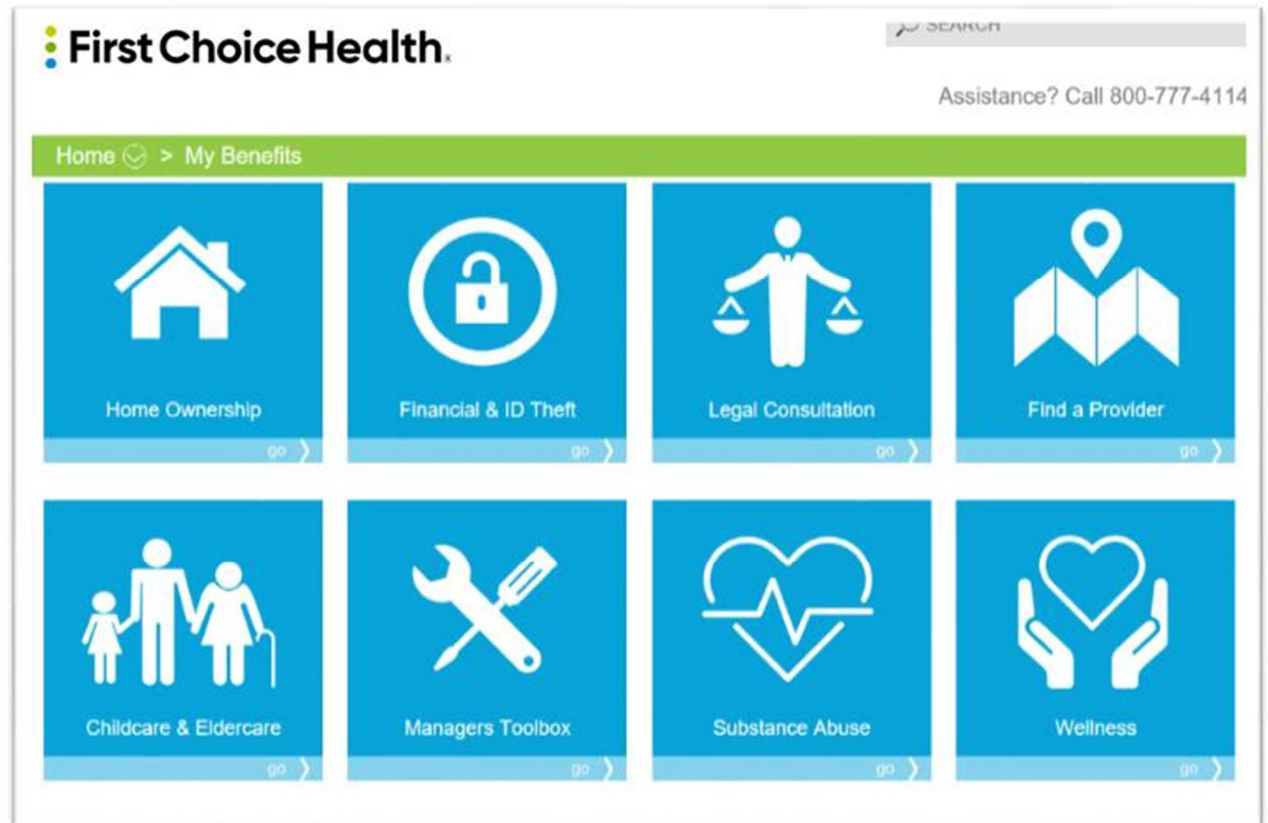 First Choice Health®
SEARCH
Assistance? Call 800-777-4114
Home > My Benefits
Home Ownership
Financial & ID Theft
Legal Consultation
Find a Provider
go
go
go
go
Childcare & Eldercare
Managers Toolbox
Substance Abuse
Wellness
go
go
go
go